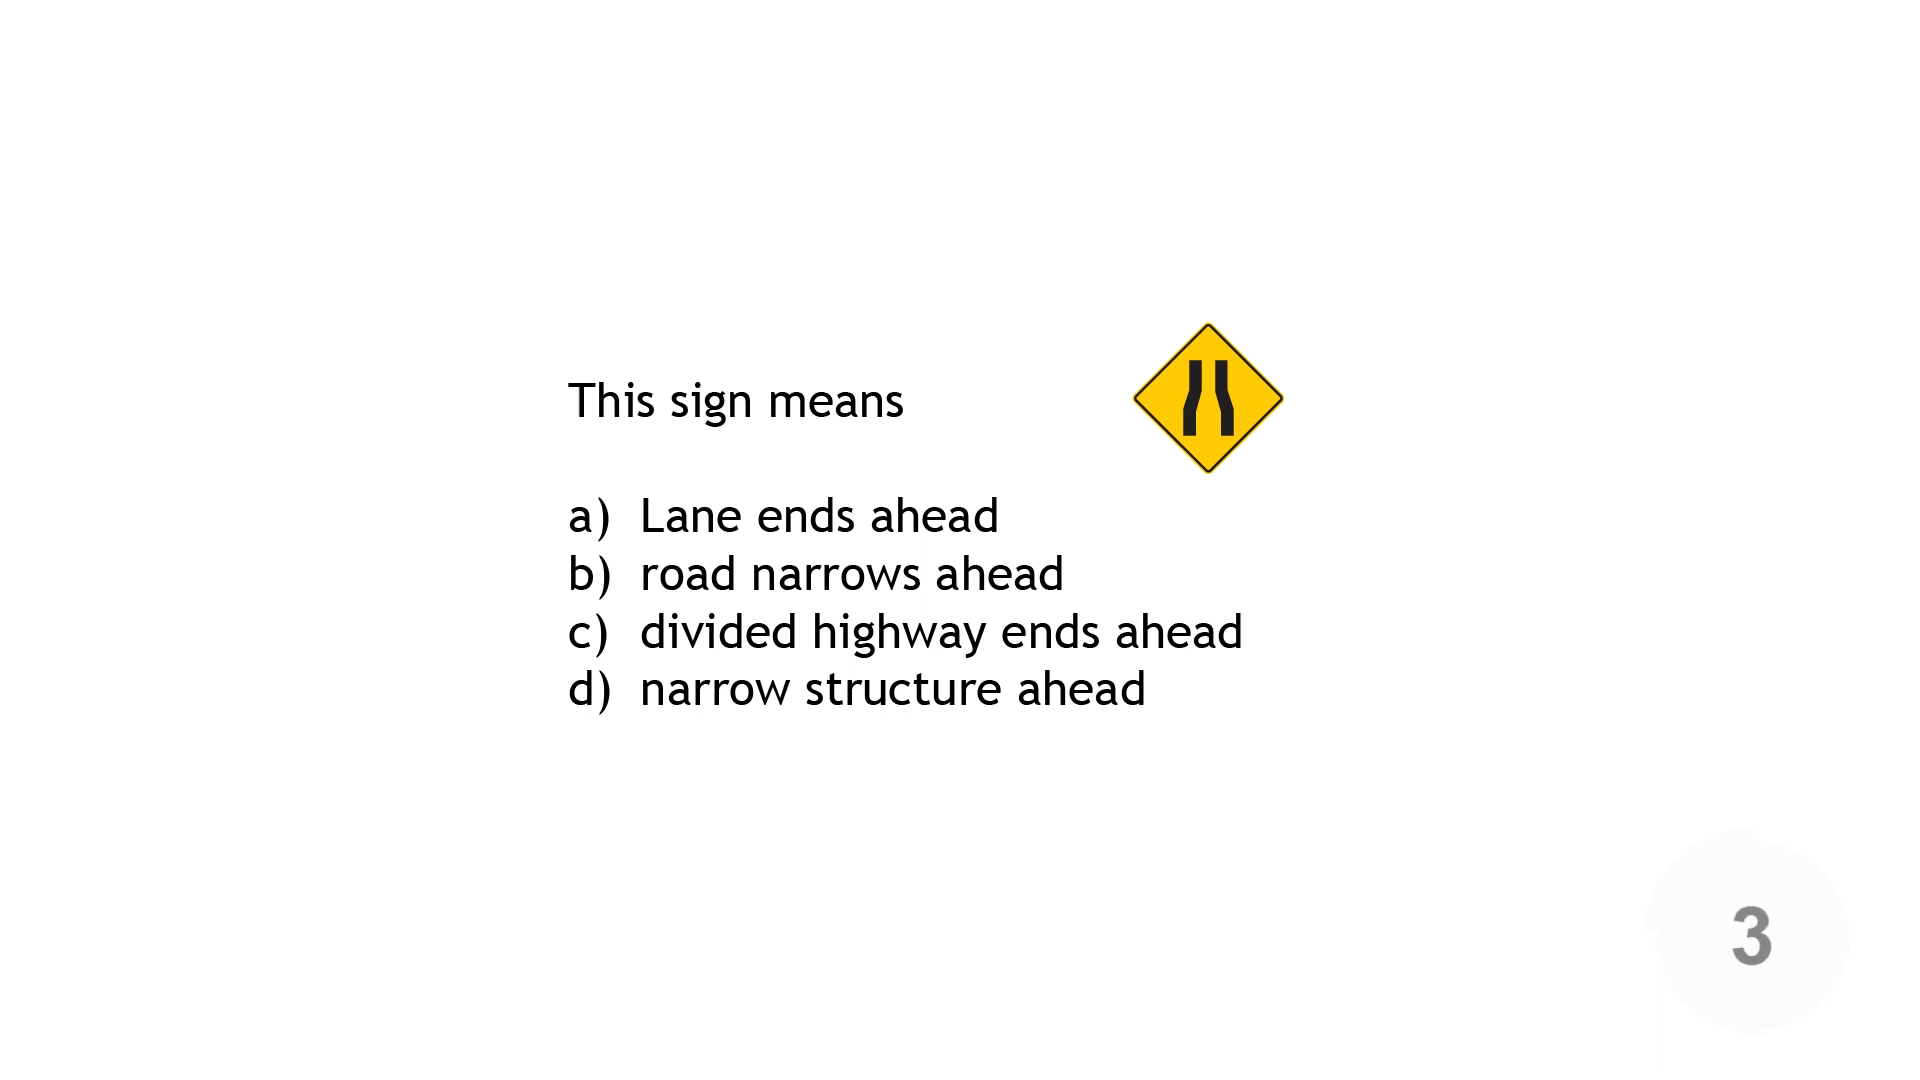 This sign means
a) Lane ends ahead
b) road narrows ahead
c) divided highway ends ahead
d) narrow structure ahead
3